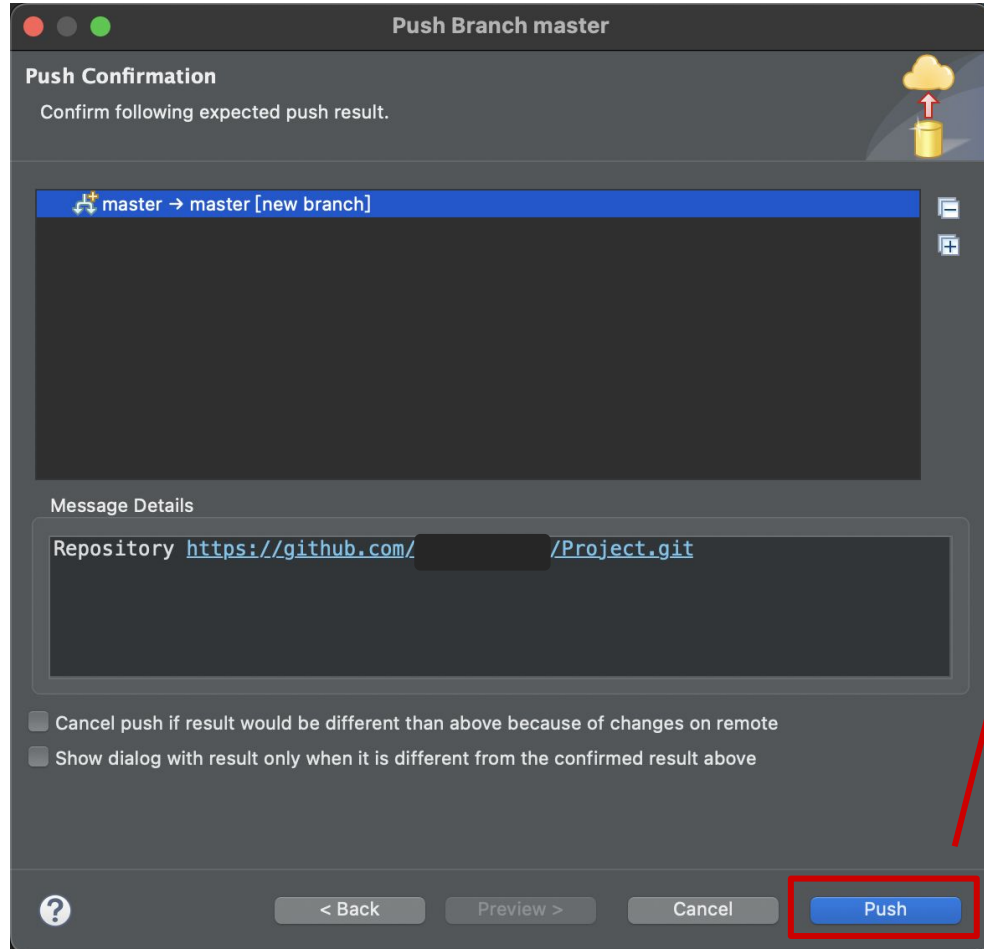 Push Branch master
Push Confirmation
Confirm following expected push result.
master → master [new branch]
Message Details
Repository https://github.com/ /Project.git
Cancel push if result would be different than above because of changes on remote
Show dialog with result only when it is different from the confirmed result above
? < Back Preview > Cancel Push